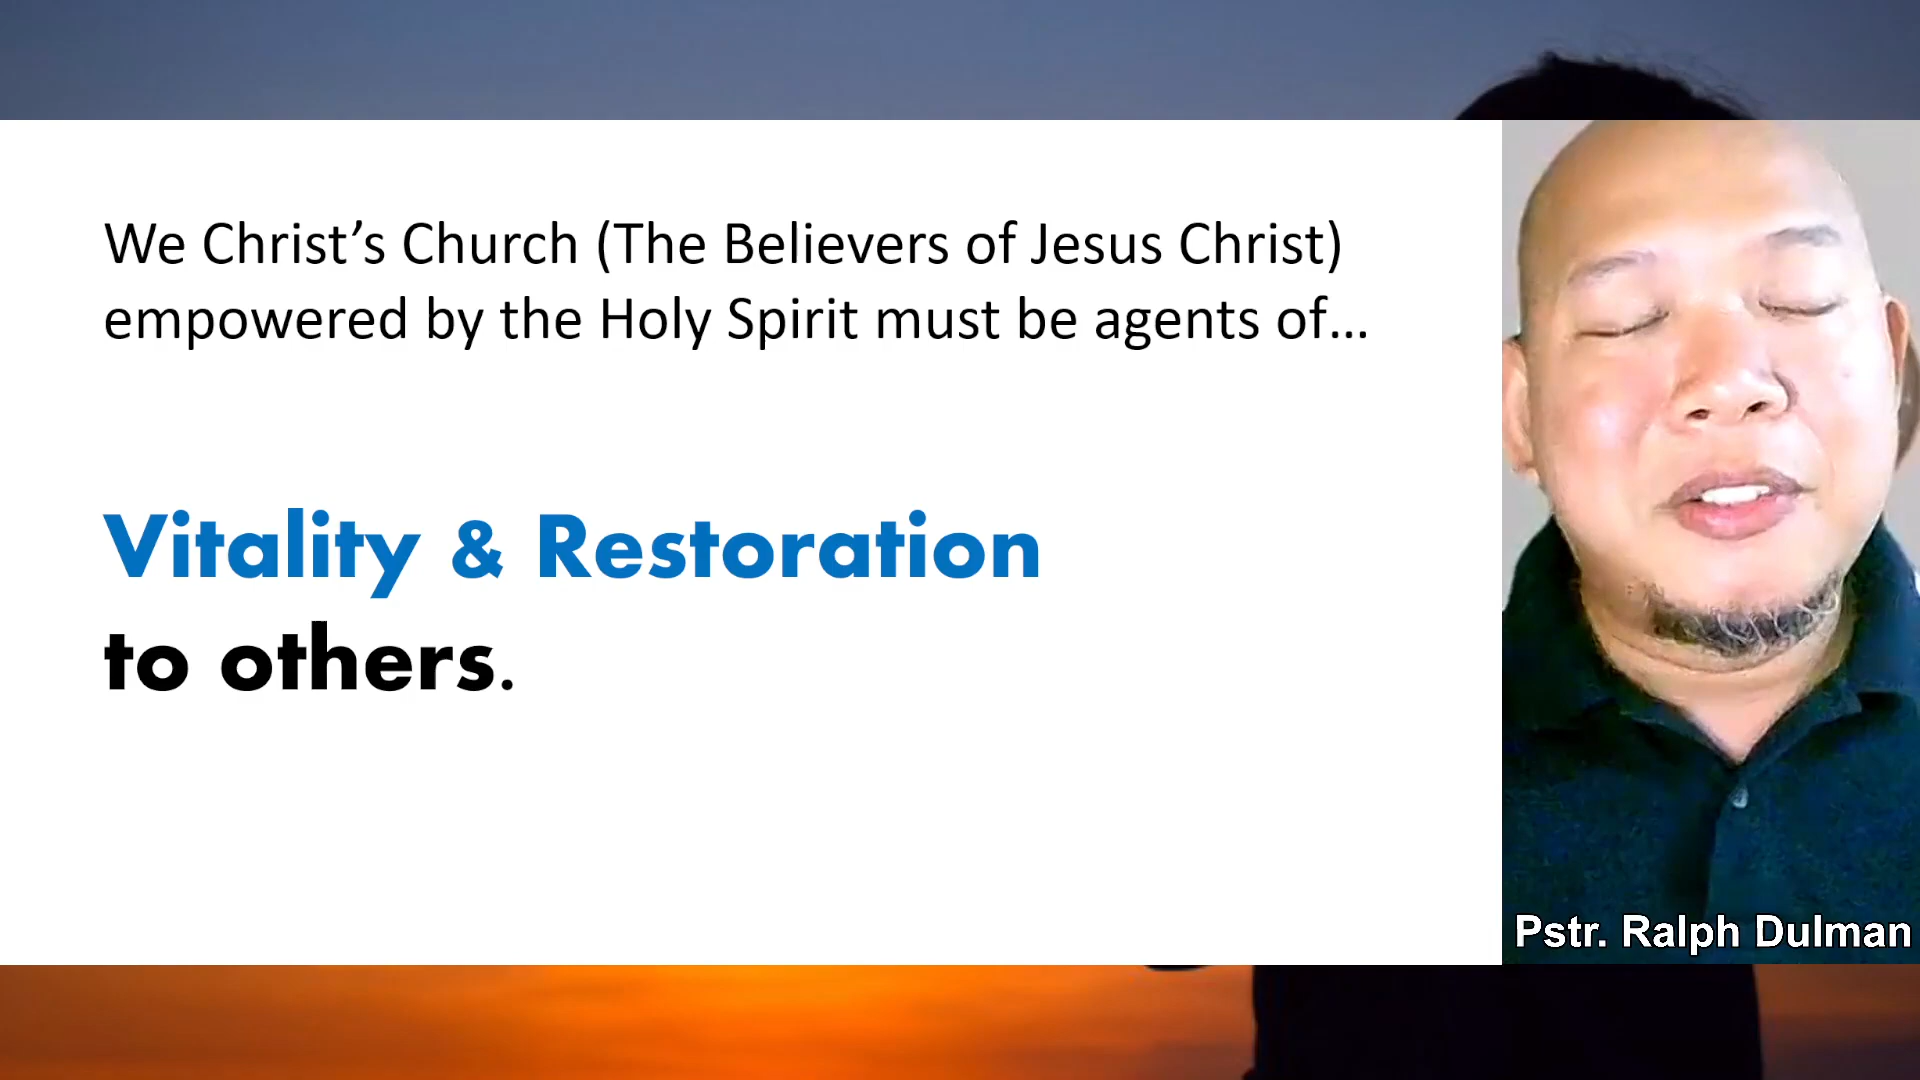 We Christ’s Church (The Believers of Jesus Christ)
empowered by the Holy Spirit must be agents of…
Vitality & Restoration
to others.
Pstr. Ralph Dulman